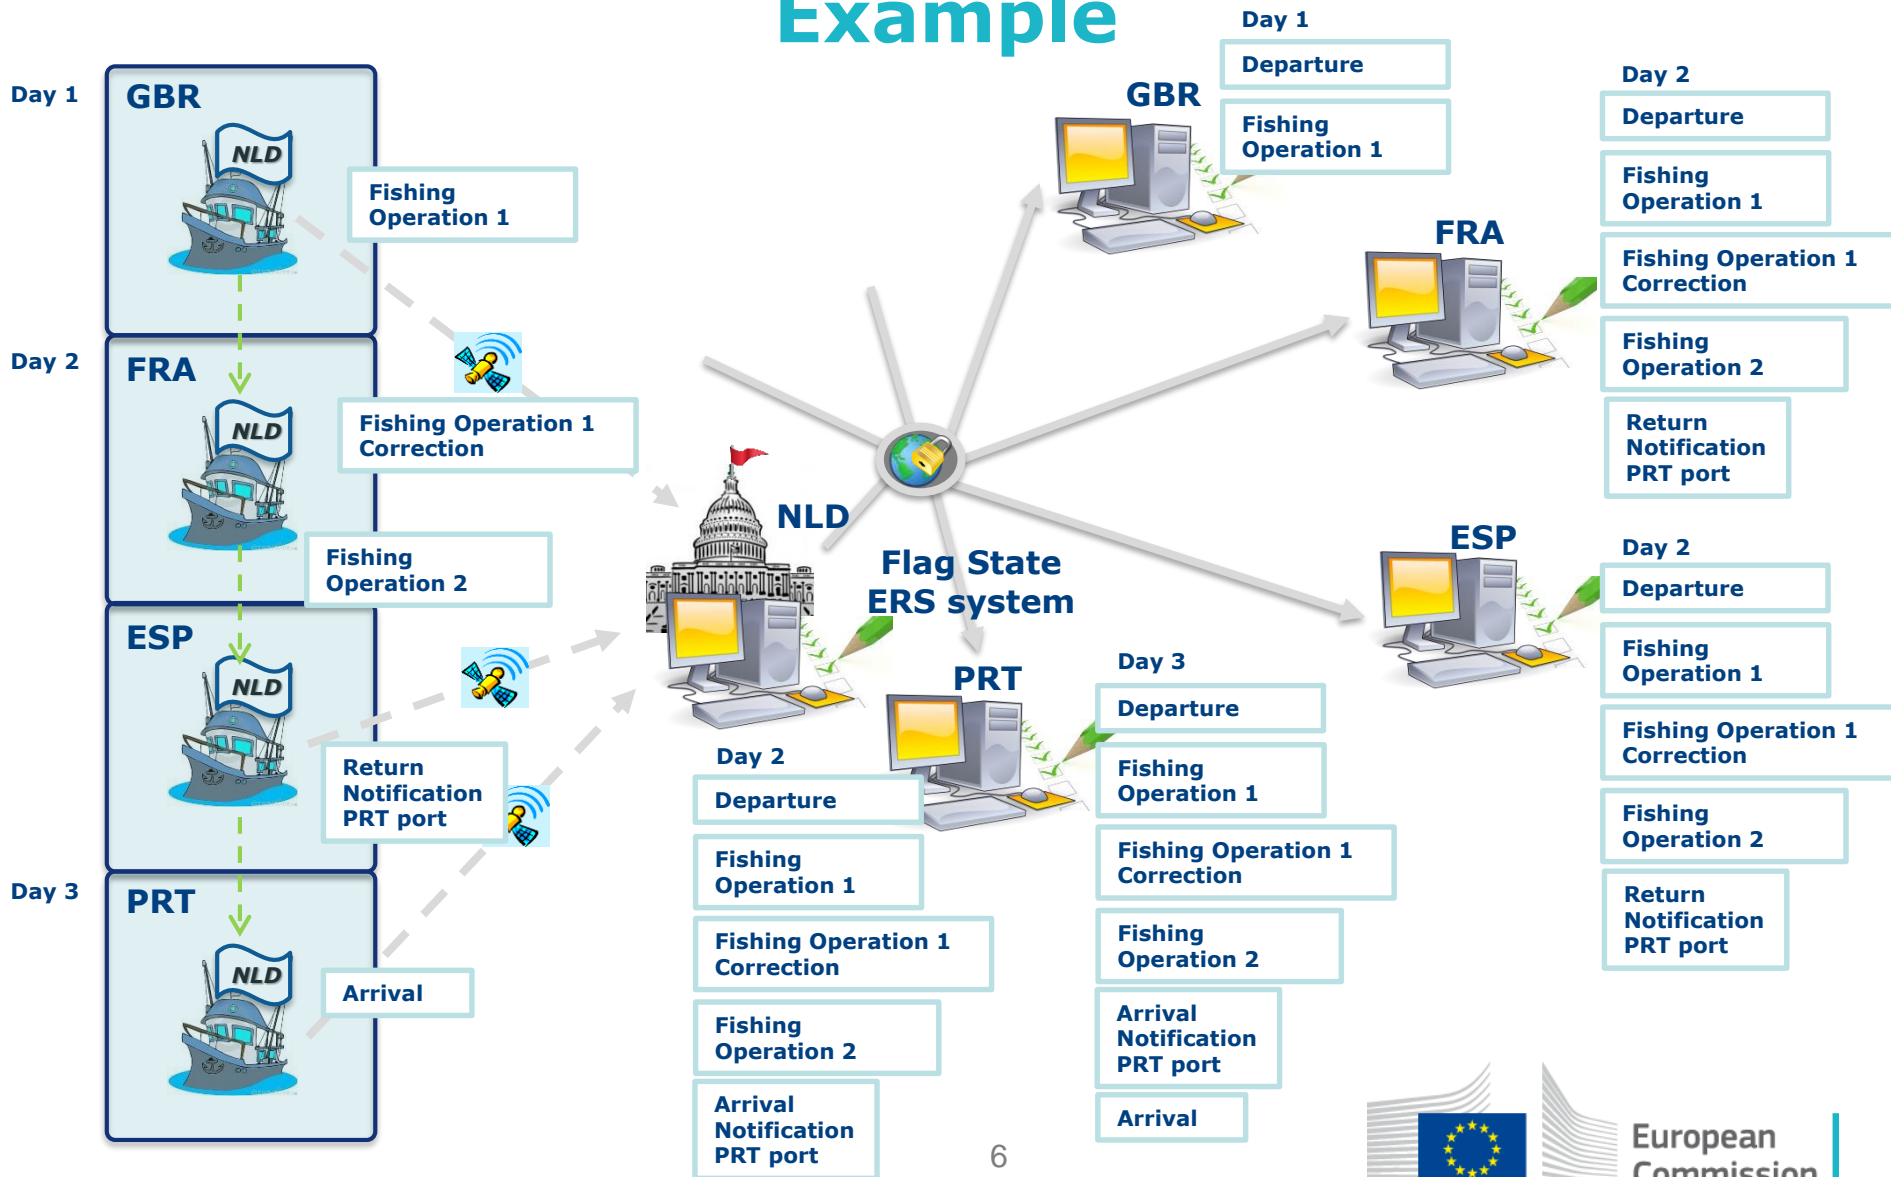 Example
Day 1
GBR
NLD
Fishing
Operation 1
Day 2
FRA
NLD
Fishing Operation 1
Correction
Fishing
Operation 2
ESP
NLD
Return
Notification
PRT port
Day 3
PRT
NLD
Arrival
NLD
Flag State
ERS system
Day 2
Departure
Fishing
Operation 1
Fishing Operation 1
Correction
Fishing
Operation 2
Arrival
Notification
PRT port
PRT
Day 3
Departure
Fishing
Operation 1
Fishing Operation 1
Correction
Fishing
Operation 2
Arrival
Notification
PRT port
Arrival
GBR
Day 1
Departure
Fishing
Operation 1
FRA
Day 2
Departure
Fishing
Operation 1
Fishing Operation 1
Correction
Fishing
Operation 2
Return
Notification
PRT port
ESP
Day 2
Departure
Fishing
Operation 1
Fishing Operation 1
Correction
Fishing
Operation 2
Return
Notification
PRT port
6
European
Commission